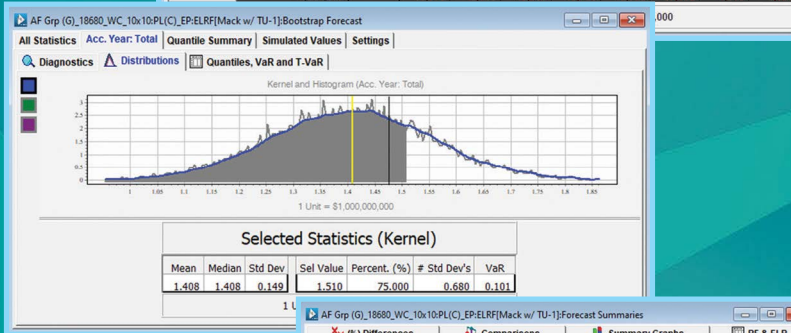 ,000
AF Grp (G)_18680_WC_10x10:PL(C)_EP:ELRF[Mack w/ TU-1]:Bootstrap Forecast
All Statistics Acc. Year: Total Quantile Summary Simulated Values Settings
Diagnostics Distributions Quantiles, VaR and T-VaR
Kernel and Histogram (Acc. Year: Total)
3
2.5
2
1.5
1
0.5
0
1 1.05 1.1 1.15 1.2 1.25 1.3 1.35 1.4 1.45 1.5 1.55 1.6 1.65 1.7 1.75 1.8 1.85
1 Unit = $1,000,000,000
Selected Statistics (Kernel)
Mean Median Std Dev Sel Value Percent. (%) # Std Dev's VaR
1.408 1.408 0.149 1.510 75.000 0.680 0.101
1 U
AF Grp (G)_18680_WC_10x10:PL(C)_EP:ELRF[Mack w/ TU-1]:Forecast Summaries
Differences Comparisons Summary Graphs